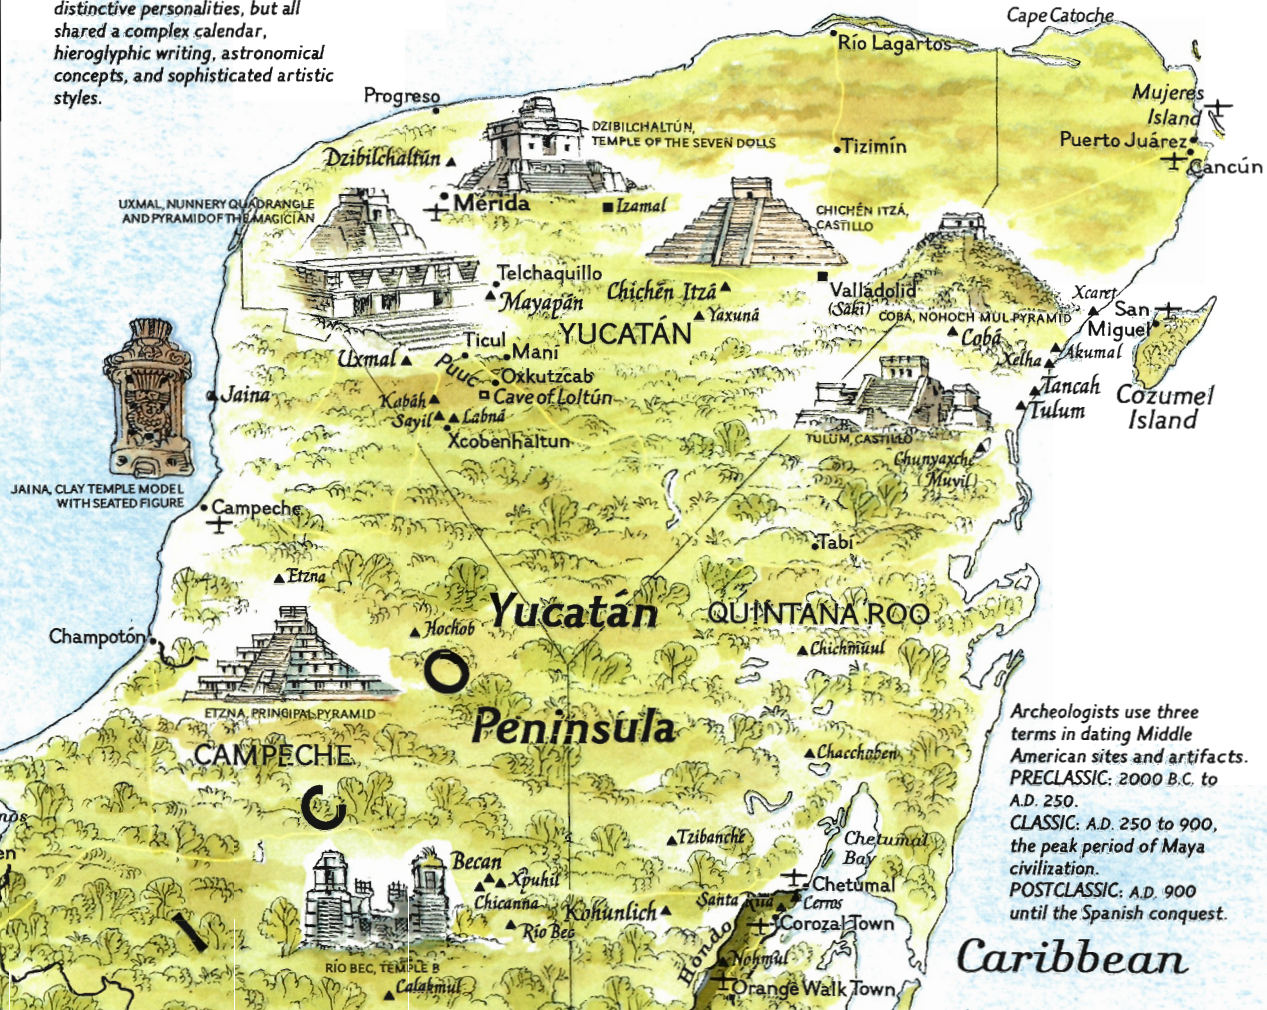 distinctive personalities, but all
shared a complex calendar,
hieroglyphic writing, astronomical
concepts, and sophisticated artistic
styles.
Cape Catoche
Río Lagartos
Progreso
Mujeres
Island
DZIBILCHALTÚN,
TEMPLE OF THE SEVEN DOLLS
Puerto Juárez
Tizimín
Dzibilchaltún
Cancún
UXMAL, NUNNERY QUADRANGLE
AND PYRAMID OF THE MAGICIAN
Mérida
Izamal
CHICHÉN ITZÁ,
CASTILLO
Telchaquillo
Mayapán
Chichén Itzá
Valladolid
(Sakí)
Xcaret
San
Miguel
Yaxuná
COBÁ, NOHOCH MUL PYRAMID
YUCATÁN
Cobá
Ticul
Maní
Akumal
Xelha
Uxmal
Puuc
Oxkutzcab
Tancah
Jaina
Kabáh
Cave of Loltún
Cozumel
Island
Tulum
Sayil
Labná
Xcobenhaltun
TULUM, CASTILLO
Chunyaxché
(Muyil)
JAINA, CLAY TEMPLE MODEL
WITH SEATED FIGURE
Campeche
Tabi
Etzna
Yucatán
QUINTANA ROO
Champotón
Hochob
Chichmuul
O
ETZNA, PRINCIPAL PYRAMID
Peninsula
Archeologists use three
terms in dating Middle
American sites and artifacts.
PRECLASSIC: 2000 B.C. to
A.D. 250.
CLASSIC: A.D. 250 to 900,
the peak period of Maya
civilization.
POSTCLASSIC: A.D. 900
until the Spanish conquest.
CAMPECHE
Chacchoben
C
Tzibanché
Chetumal
Bay
en
Becan
Xpuhil
Chetumal
Chicanna
Santa Rita
Cerros
Kohunlich
Corozal Town
I
Río Bec
Hondo
Caribbean
Nohmul
RÍO BEC, TEMPLE B
Calakmul
Orange Walk Town